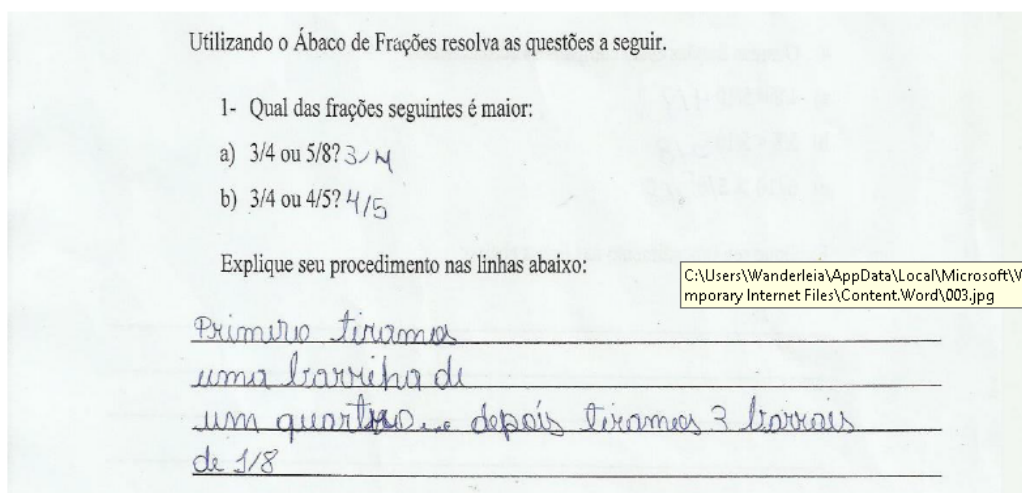 Utilizando o Ábaco de Frações resolva as questões a seguir.
1- Qual das frações seguintes é maior:
a) 3/4 ou 5/8? 3/4
b) 3/4 ou 4/5? 4/5
Explique seu procedimento nas linhas abaixo:
C:\Users\Wanderleia\AppData\Local\Microsoft\W
mporary Internet Files\Content.Word\003.jpg
Primeiro tiramos
uma barriha de
um quarto... depois tiramos 3 barrais
de 1/8